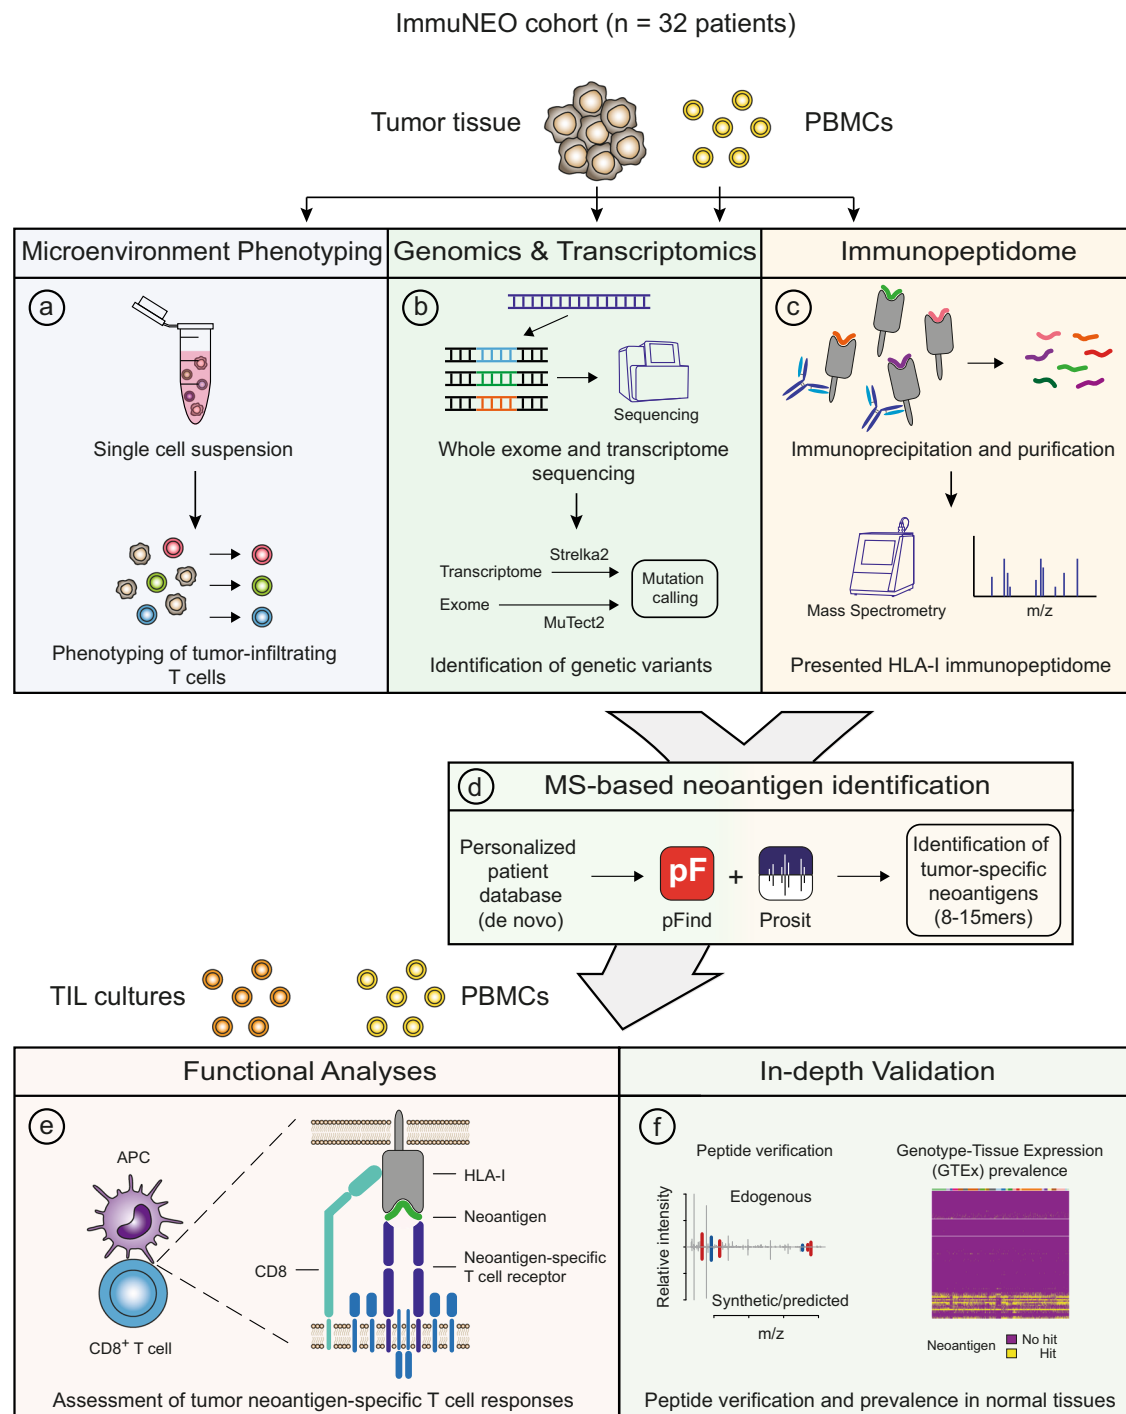 ImmuNEO cohort (n = 32 patients)
Tumor tissue
PBMCs
Microenvironment Phenotyping
Genomics & Transcriptomics
Immunopeptidome
a
Single cell suspension
Phenotyping of tumor-infiltrating
T cells
b
Sequencing
Whole exome and transcriptome
sequencing
Strelka2
Transcriptome
Exome
MuTect2
Mutation
calling
Identification of genetic variants
c
Immunoprecipitation and purification
Mass Spectrometry
m/z
Presented HLA-I immunopeptidome
d
MS-based neoantigen identification
Personalized
patient
database
(de novo)
pF
pFind
+
Prosit
Identification of
tumor-specific
neoantigens
(8-15mers)
TIL cultures
PBMCs
Functional Analyses
In-depth Validation
e
APC
CD8+ T cell
CD8
HLA-I
Neoantigen
Neoantigen-specific
T cell receptor
Assessment of tumor neoantigen-specific T cell responses
f
Peptide verification
Edogenous
Relative intensity
Synthetic/predicted
m/z
Genotype-Tissue Expression
(GTEx) prevalence
Neoantigen
No hit
Hit
Peptide verification and prevalence in normal tissues